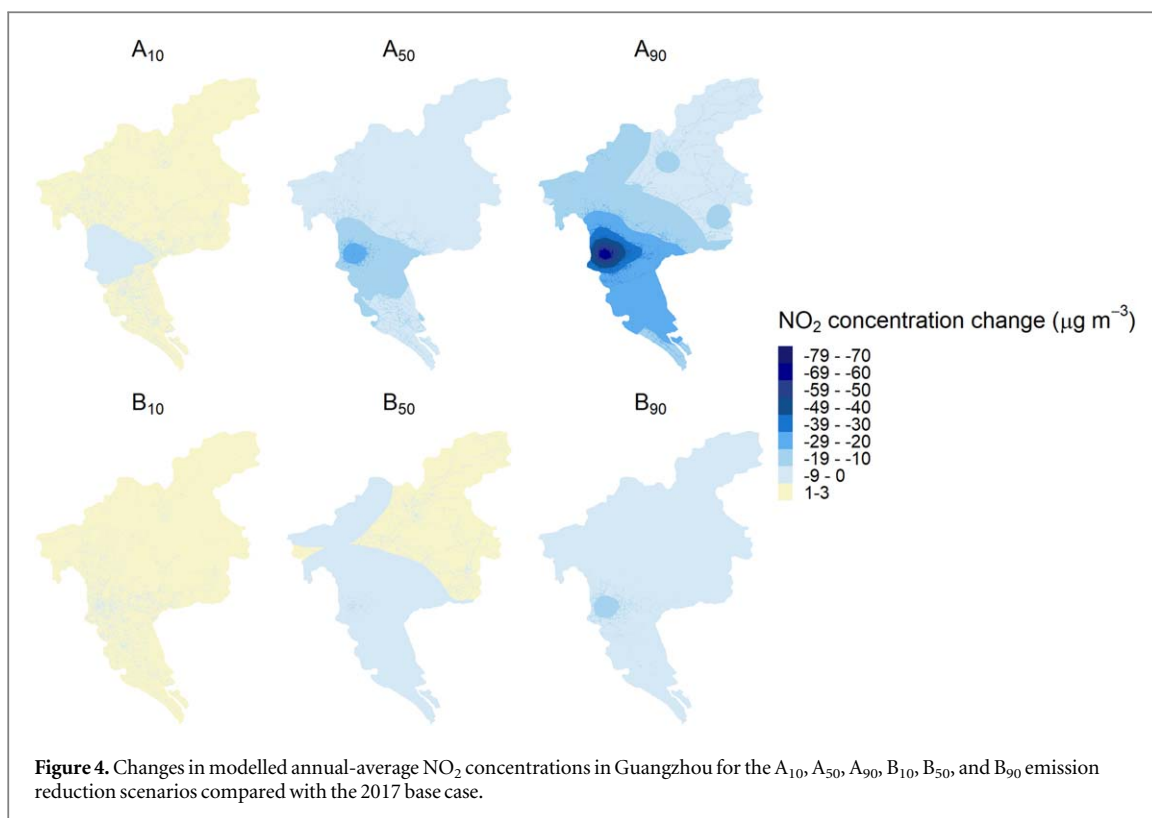 A₁₀ A₅₀ A₉₀
NO₂ concentration change (μg m⁻³)
-79 - -70
-69 - -60
-59 - -50
-49 - -40
-39 - -30
-29 - -20
-19 - -10
-9 - 0
1-3
B₁₀ B₅₀ B₉₀
Figure 4. Changes in modelled annual-average NO₂ concentrations in Guangzhou for the A₁₀, A₅₀, A₉₀, B₁₀, B₅₀, and B₉₀ emission
reduction scenarios compared with the 2017 base case.